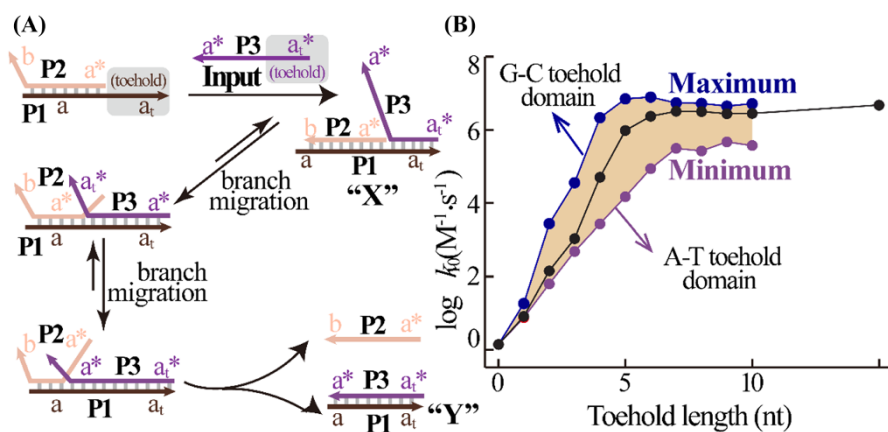 (A)
b
P2
a*
(toehold)
P1
a
at
a*
P3
at*
Input
(toehold)
a*
P3
b
P2
a*
at*
a
P1
at
"X"
branch
migration
P2
b
at*
a*
P3
a*
P1
a
at
branch
migration
P2
b
a*
a*
P3
at*
a
P1
at
b
P2
a*
a*
P3
at*
a
P1
at
"Y"
(B)
8
6
4
2
0
log k0(M-1·s-1)
G-C toehold
domain
Maximum
Minimum
A-T toehold
domain
0
5
10
Toehold length (nt)